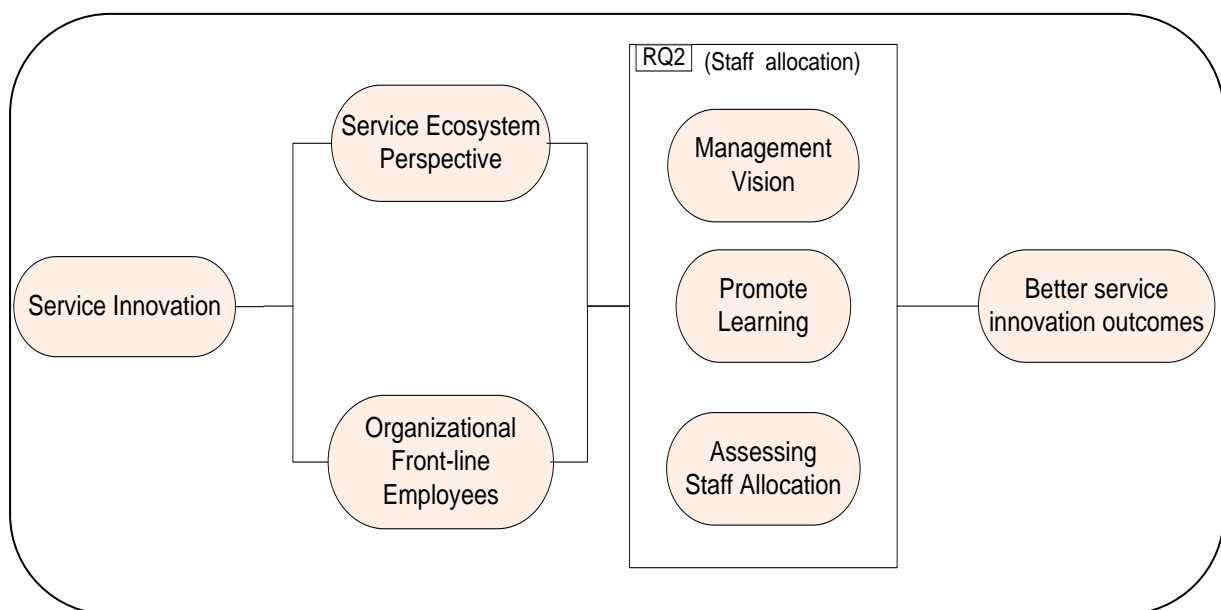 RQ2 (Staff allocation)
Service Ecosystem
Perspective
Management
Vision
Service Innovation
Promote
Learning
Better service
innovation outcomes
Organizational
Front-line
Employees
Assessing
Staff Allocation